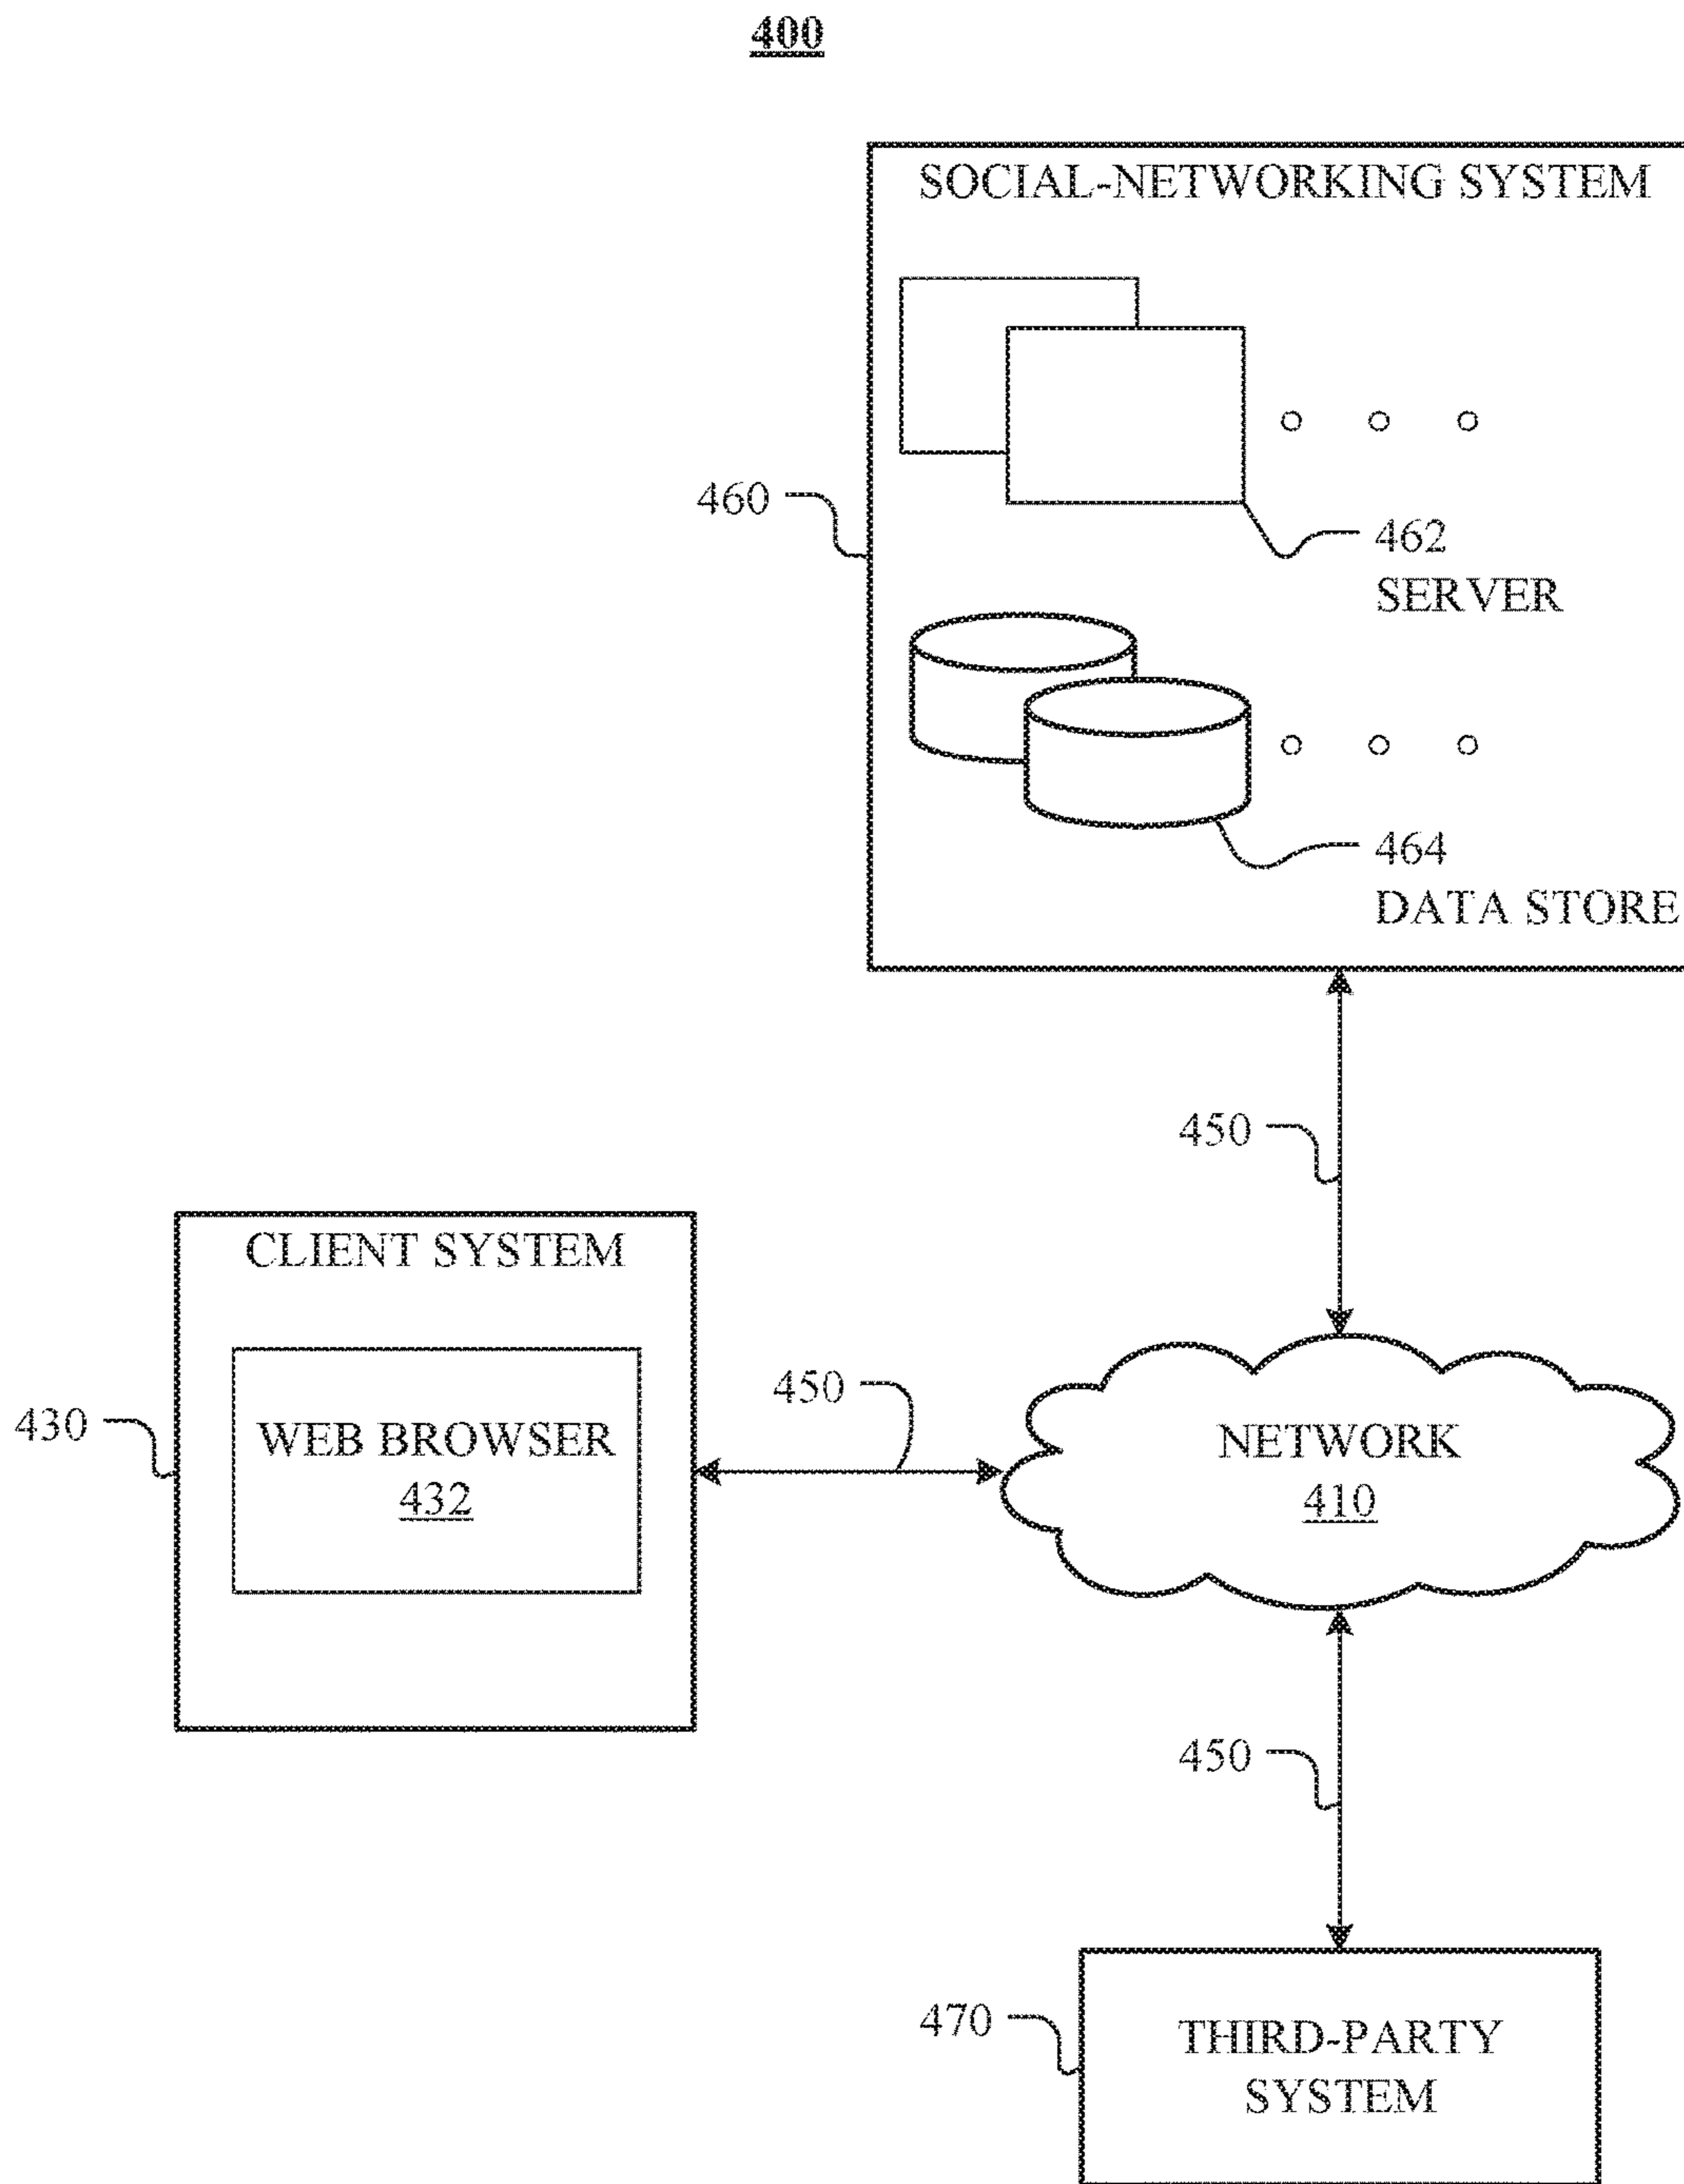 400
SOCIAL-NETWORKING SYSTEM
460
462
SERVER
464
DATA STORE
450
CLIENT SYSTEM
WEB BROWSER
432
430
450
NETWORK
410
450
470
THIRD-PARTY
SYSTEM